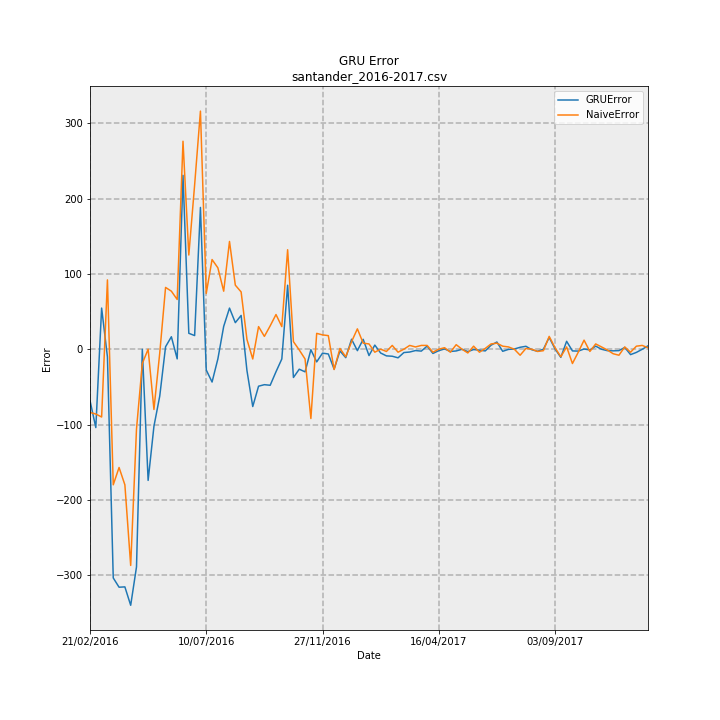 GRU Error
santander_2016-2017.csv
GRUError
NaiveError
300
200
100
0
−100
−200
−300
Error
21/02/2016
10/07/2016
27/11/2016
16/04/2017
03/09/2017
Date